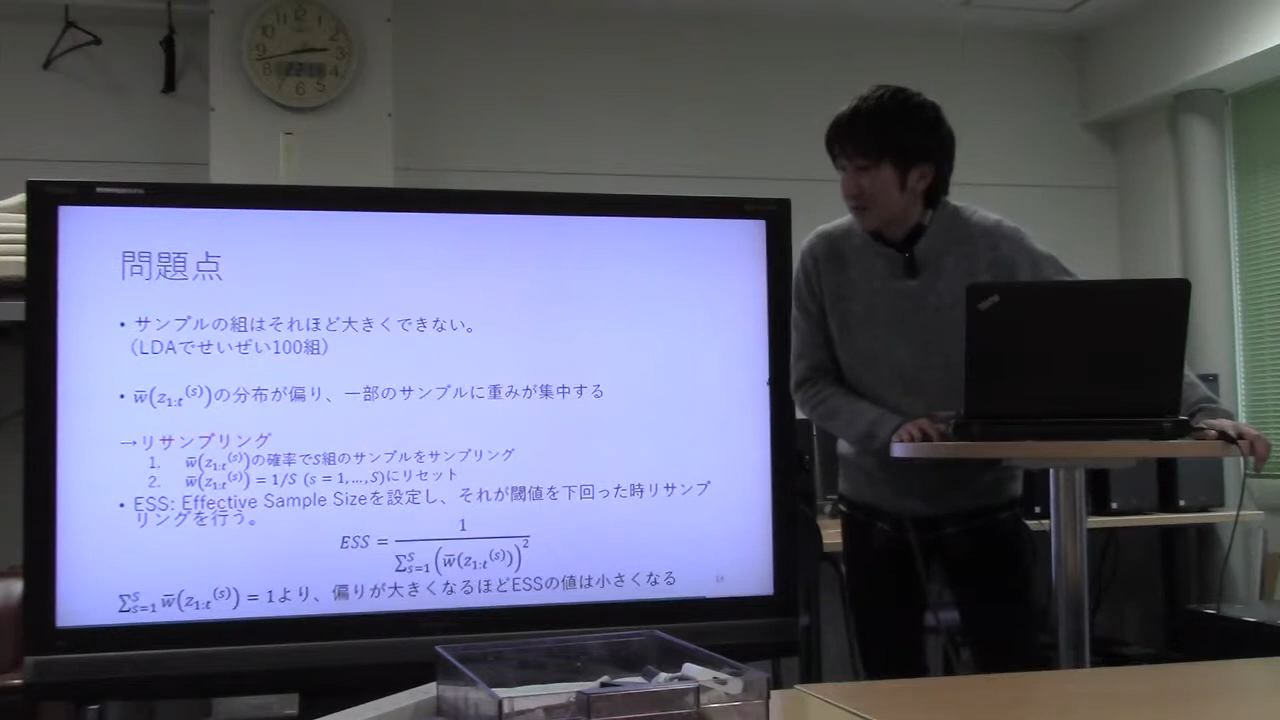 問題点
• サンプルの組はそれほど大きくできない。
（LDAでせいぜい100組）
• w̅(z₁:ₜ⁽ˢ⁾)の分布が偏り、一部のサンプルに重みが集中する
→リサンプリング
1. w̅(z₁:ₜ⁽ˢ⁾)の確率でS組のサンプルをサンプリング
2. w̅(z₁:ₜ⁽ˢ⁾) = 1/S (s = 1, ..., S)にリセット
• ESS: Effective Sample Sizeを設定し、それが閾値を下回った時リサンプ
リングを行う。
ESS = 1 / ∑ₛ₌₁ˢ (w̅(z₁:ₜ⁽ˢ⁾))²
∑ₛ₌₁ˢ w̅(z₁:ₜ⁽ˢ⁾) = 1より、偏りが大きくなるほどESSの値は小さくなる
ThinkPad